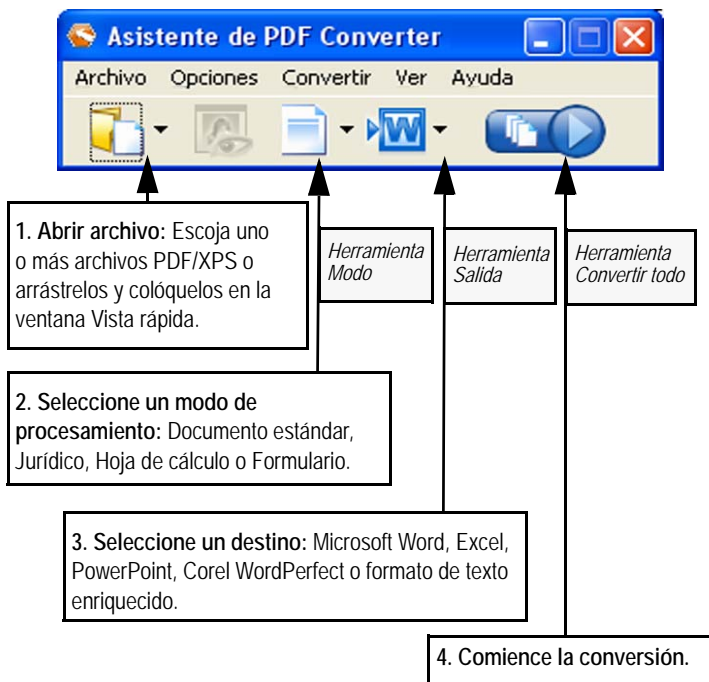 Asistente de PDF Converter
Archivo Opciones Convertir Ver Ayuda
W
1. Abrir archivo: Escoja uno
o más archivos PDF/XPS o
arrástrelos y colóquelos en la
ventana Vista rápida.
Herramienta
Modo
Herramienta
Salida
Herramienta
Convertir todo
2. Seleccione un modo de
procesamiento: Documento estándar,
Jurídico, Hoja de cálculo o Formulario.
3. Seleccione un destino: Microsoft Word, Excel,
PowerPoint, Corel WordPerfect o formato de texto
enriquecido.
4. Comience la conversión.